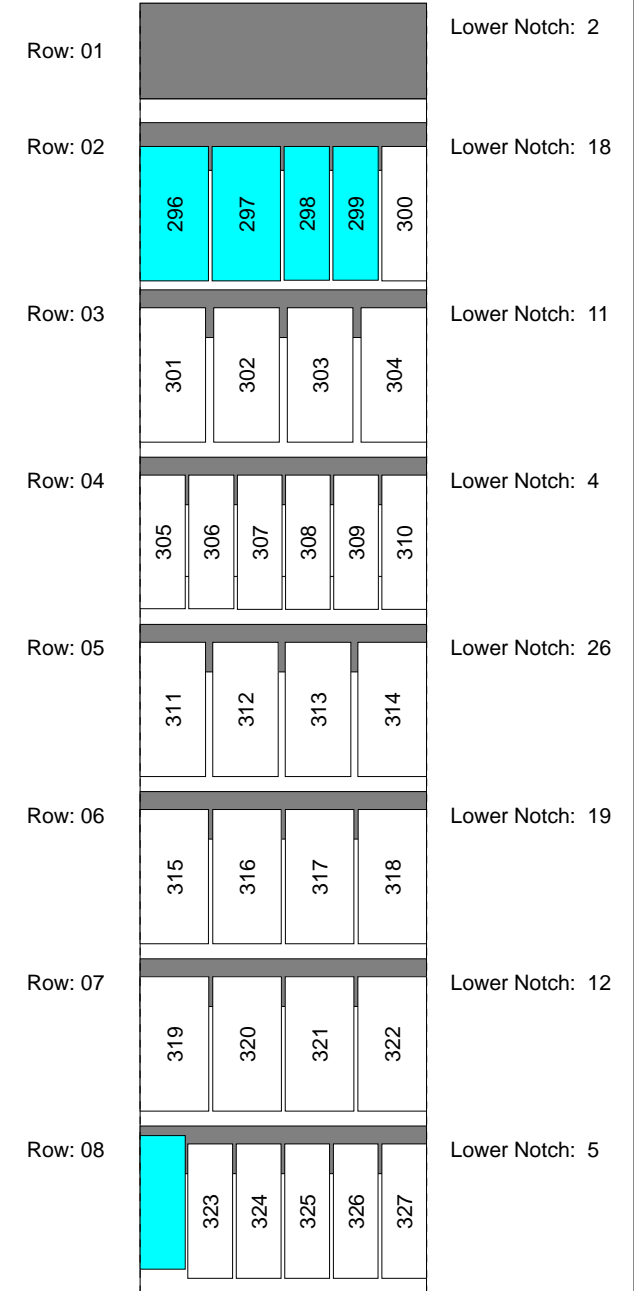 Row: 01 Lower Notch: 2
Row: 02 Lower Notch: 18
296 297 298 299 300
Row: 03 Lower Notch: 11
301 302 303 304
Row: 04 Lower Notch: 4
305 306 307 308 309 310
Row: 05 Lower Notch: 26
311 312 313 314
Row: 06 Lower Notch: 19
315 316 317 318
Row: 07 Lower Notch: 12
319 320 321 322
Row: 08 Lower Notch: 5
323 324 325 326 327